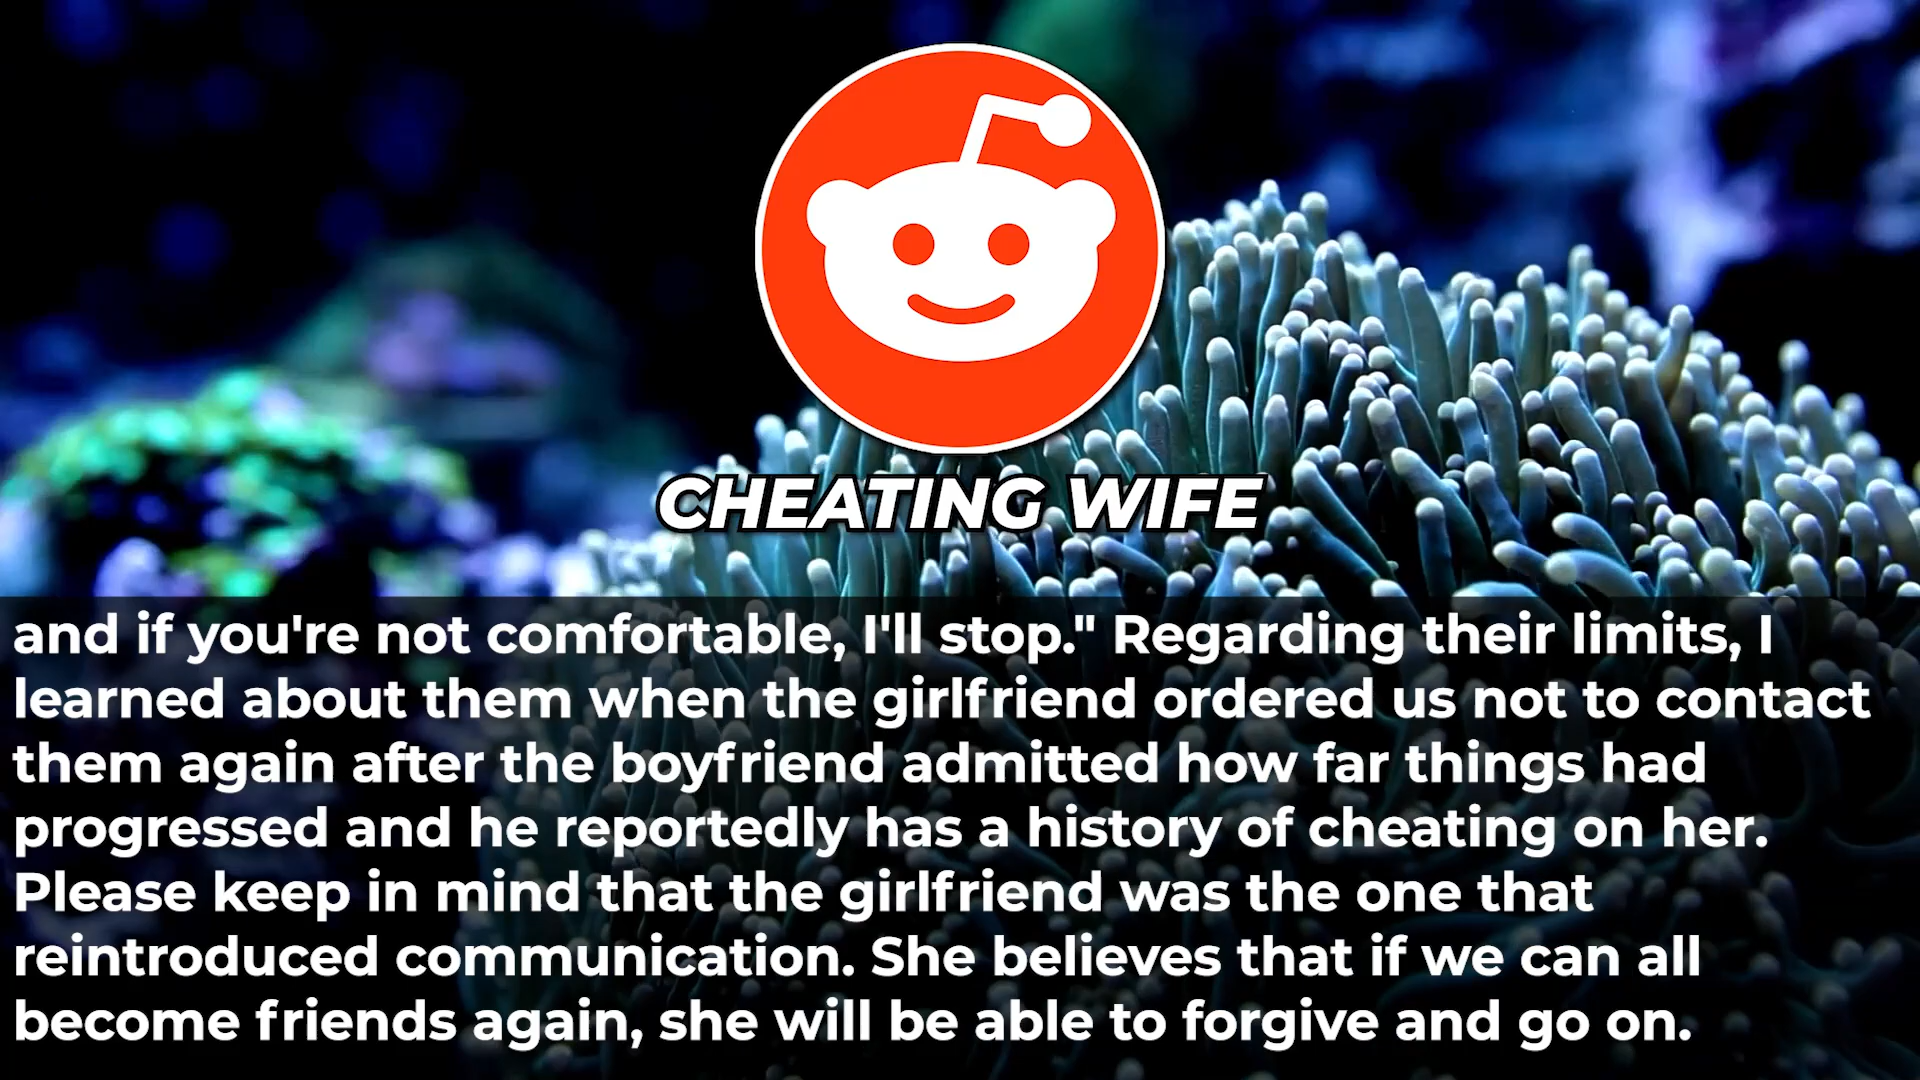 CHEATING WIFE
and if you're not comfortable, I'll stop." Regarding their limits, I
learned about them when the girlfriend ordered us not to contact
them again after the boyfriend admitted how far things had
progressed and he reportedly has a history of cheating on her.
Please keep in mind that the girlfriend was the one that
reintroduced communication. She believes that if we can all
become friends again, she will be able to forgive and go on.